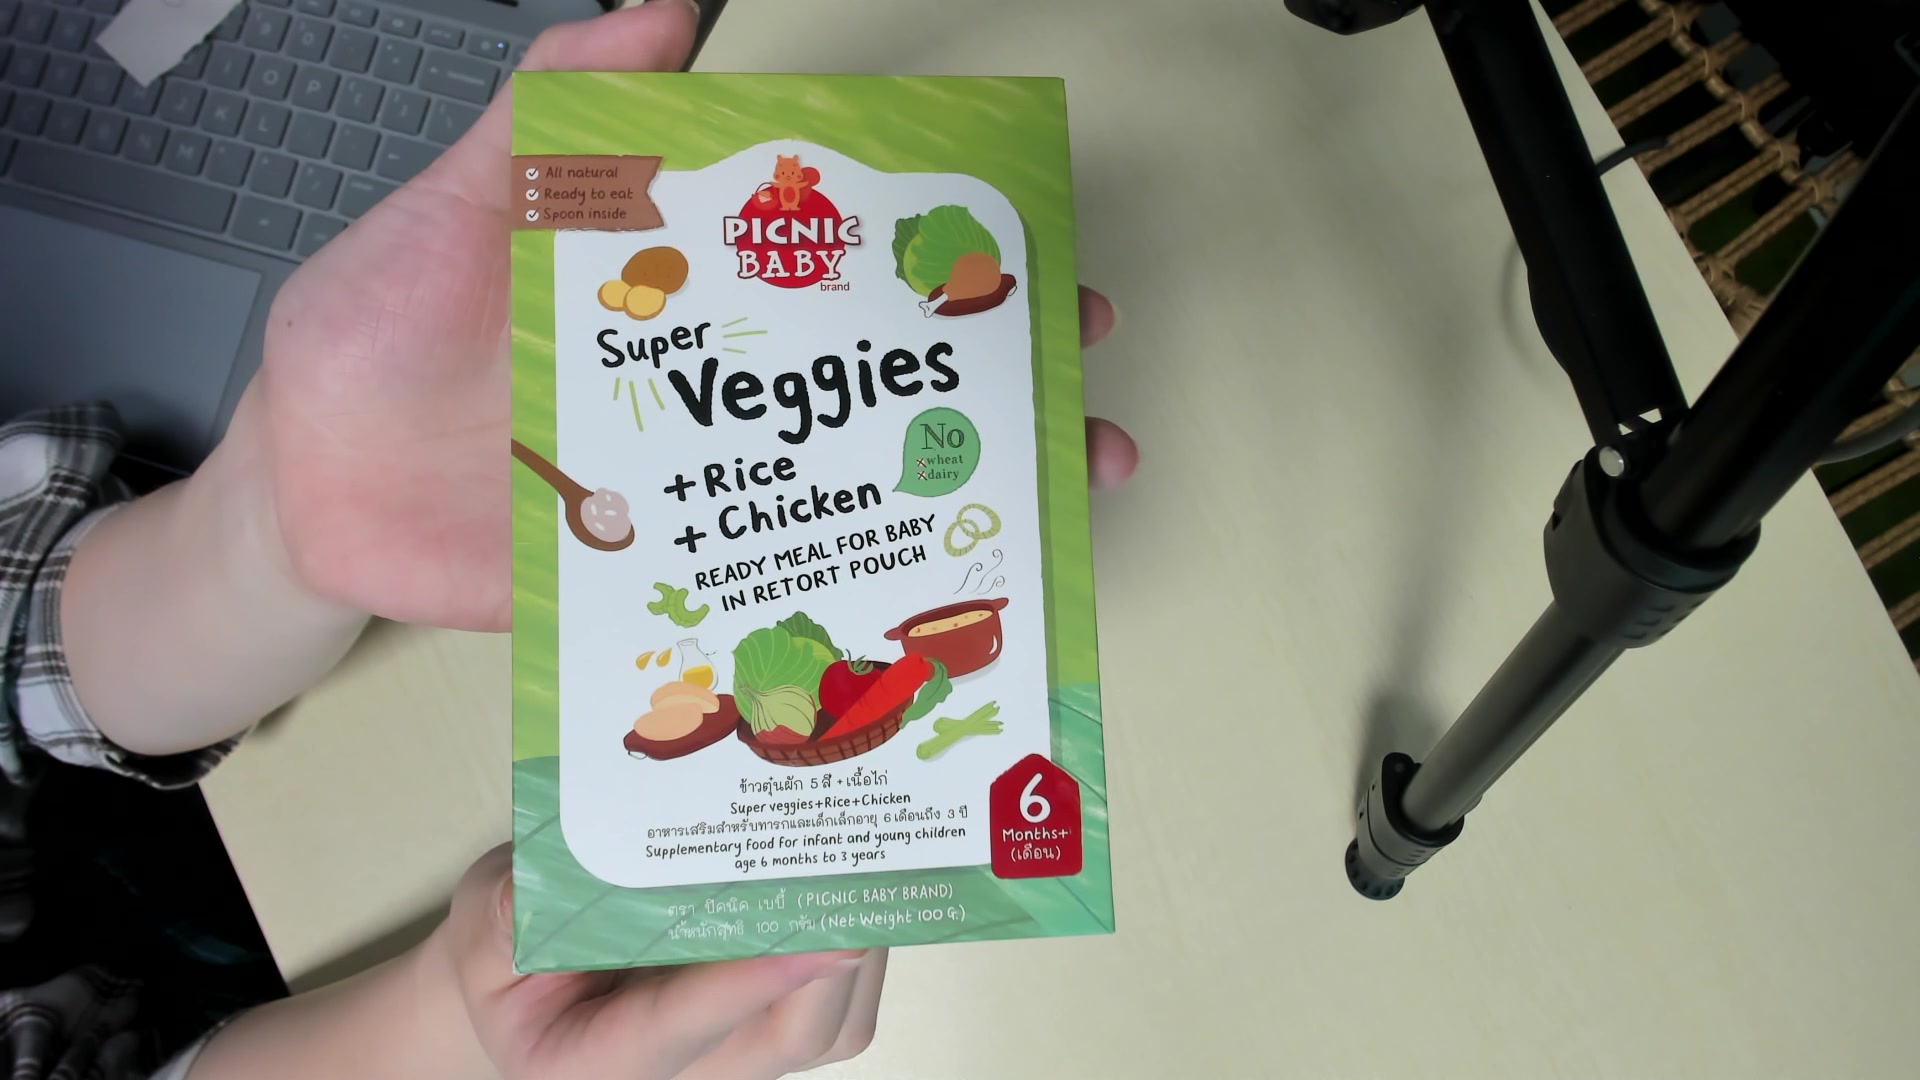 All natural
Ready to eat
Spoon inside
PICNIC
BABY
brand
Super
Veggies
No
wheat
dairy
+Rice
+ Chicken
READY MEAL FOR BABY
IN RETORT POUCH
ข้าวตุ๋นผัก 5 สี + เนื้อไก่
Super veggies+Rice+Chicken
อาหารเสริมสำหรับทารกและเด็กเล็กอายุ 6 เดือนถึง 3 ปี
Supplementary food for infant and young children
age 6 months to 3 years
6
Months+
(เดือน)
ตรา ปิคนิค เบบี้ (PICNIC BABY BRAND)
น้ำหนักสุทธิ 100 กรัม (Net Weight 100 G.)